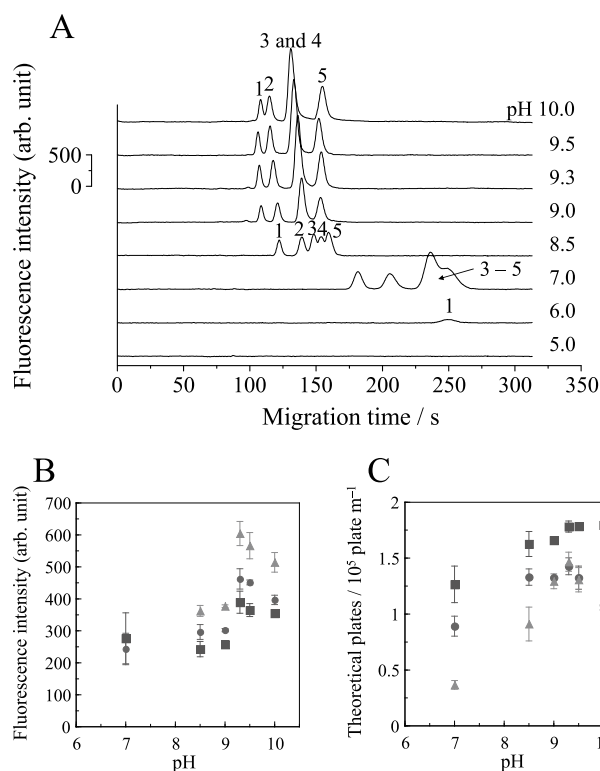 A
Fluorescence intensity (arb. unit)
500
0
3 and 4
1 2 5
pH 10.0
9.5
9.3
9.0
8.5
1 2 3 4 5
7.0
3 – 5
6.0
1
5.0
0 50 100 150 200 250 300 350
Migration time / s
B
Fluorescence intensity (arb. unit)
700
600
500
400
300
200
100
0
6 7 8 9 10
pH
C
Theoretical plates / 10⁵ plate m⁻¹
2
1.5
1
0.5
0
6 7 8 9
pH